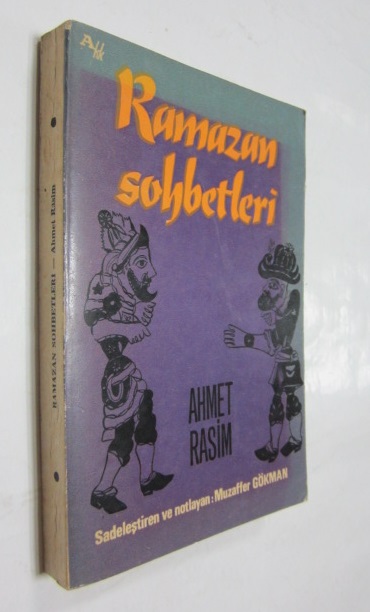 Ramazan
sohbetleri
AHMET
RASİM
Sadeleştiren ve notlayan: Muzaffer GÖKMAN
RAMAZAN SOHBETLERI — Ahmet Rasim